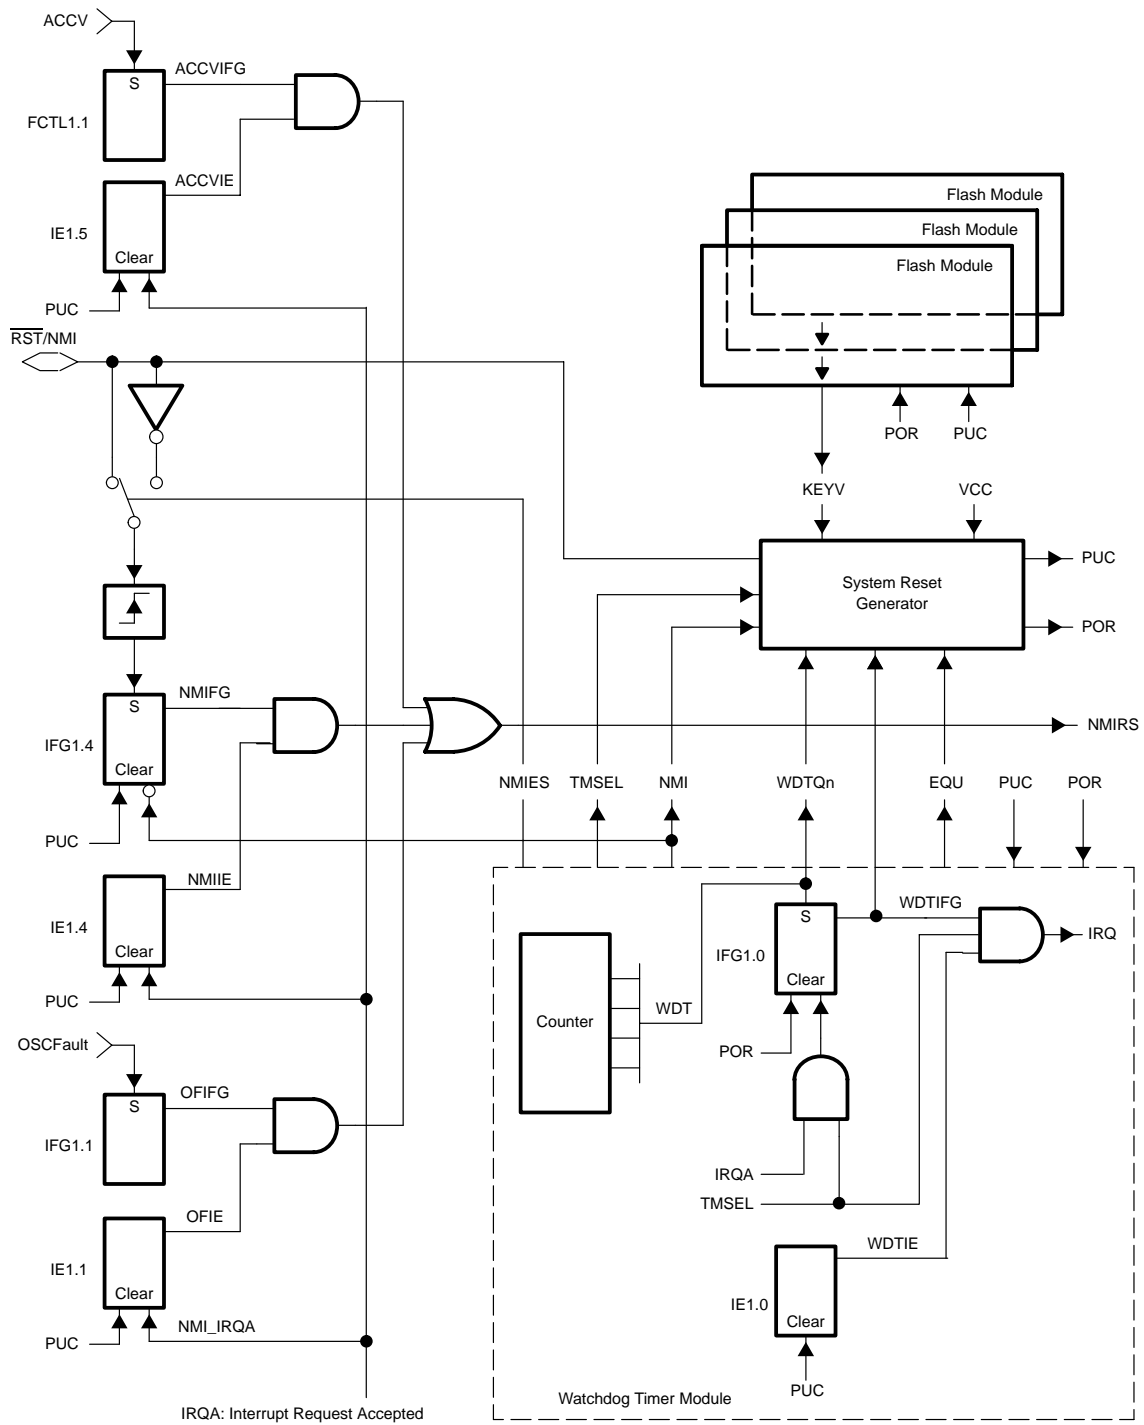 ACCV
S
ACCVIFG
FCTL1.1
ACCVIE
IE1.5
Clear
PUC
RST/NMI
Flash Module
Flash Module
Flash Module
POR
PUC
KEYV
VCC
System Reset
Generator
PUC
POR
S
NMIFG
IFG1.4
Clear
PUC
NMIRS
NMIES
TMSEL
NMI
WDTQn
EQU
PUC
POR
NMIIE
IE1.4
Clear
PUC
S
WDTIFG
IRQ
IFG1.0
Clear
Counter
WDT
POR
OSCFault
S
OFIFG
IFG1.1
IRQA
TMSEL
OFIE
IE1.1
Clear
PUC
NMI_IRQA
WDTIE
IE1.0
Clear
PUC
Watchdog Timer Module
IRQA: Interrupt Request Accepted